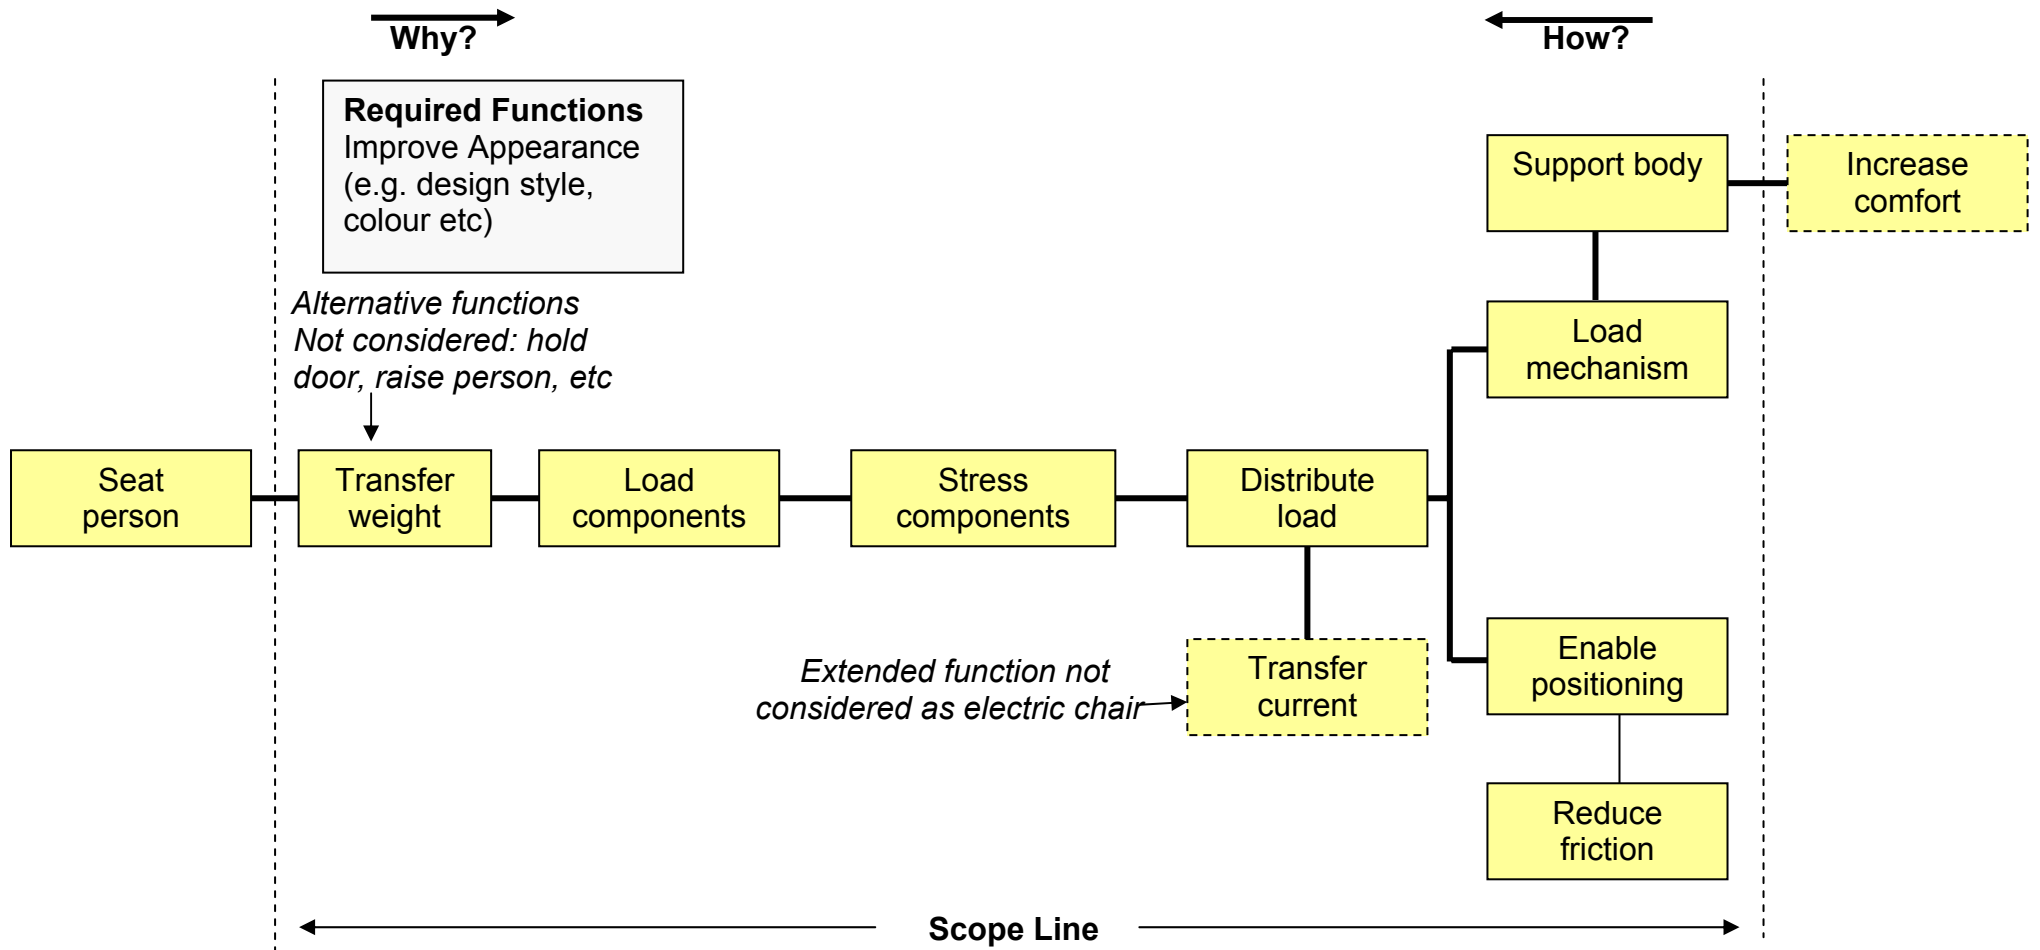 Why?
How?
Required Functions
Improve Appearance
(e.g. design style,
colour etc)
Support body
Increase
comfort
Alternative functions
Not considered: hold
door, raise person, etc
Load
mechanism
Seat
person
Transfer
weight
Load
components
Stress
components
Distribute
load
Extended function not
considered as electric chair
Transfer
current
Enable
positioning
Reduce
friction
Scope Line